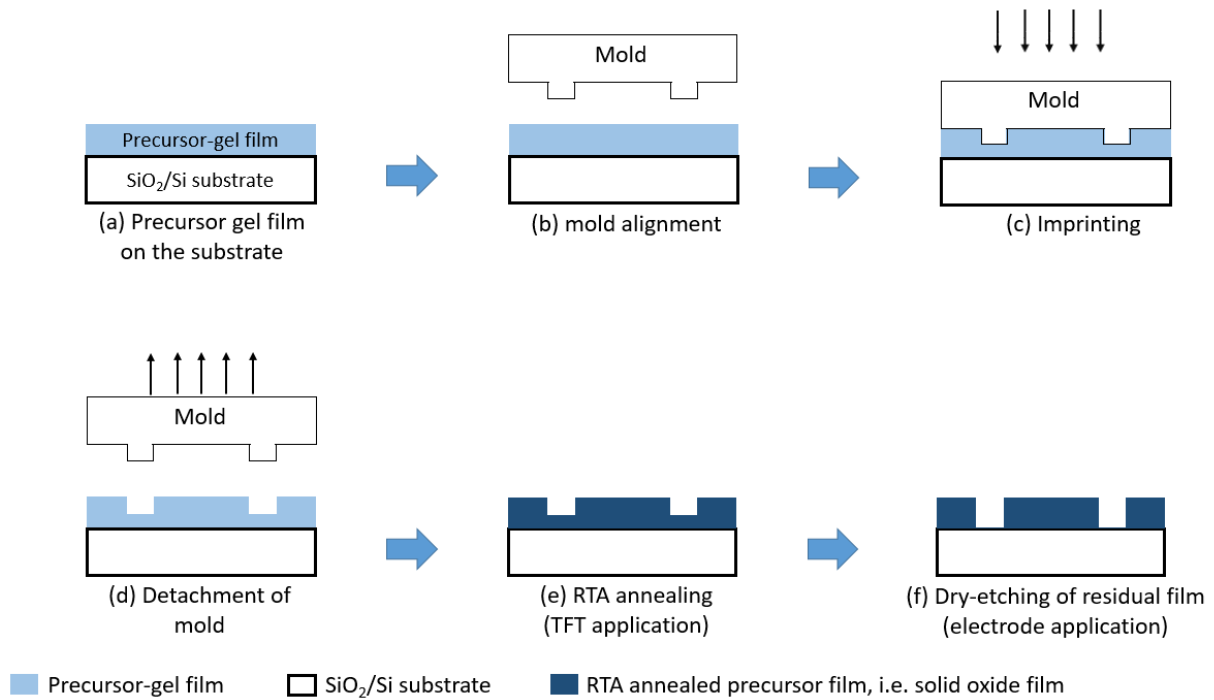 Mold
Mold
Precursor-gel film
SiO₂/Si substrate
(a) Precursor gel film
on the substrate
(b) mold alignment
(c) Imprinting
Mold
(d) Detachment of
mold
(e) RTA annealing
(TFT application)
(f) Dry-etching of residual film
(electrode application)
Precursor-gel film
SiO₂/Si substrate
RTA annealed precursor film, i.e. solid oxide film